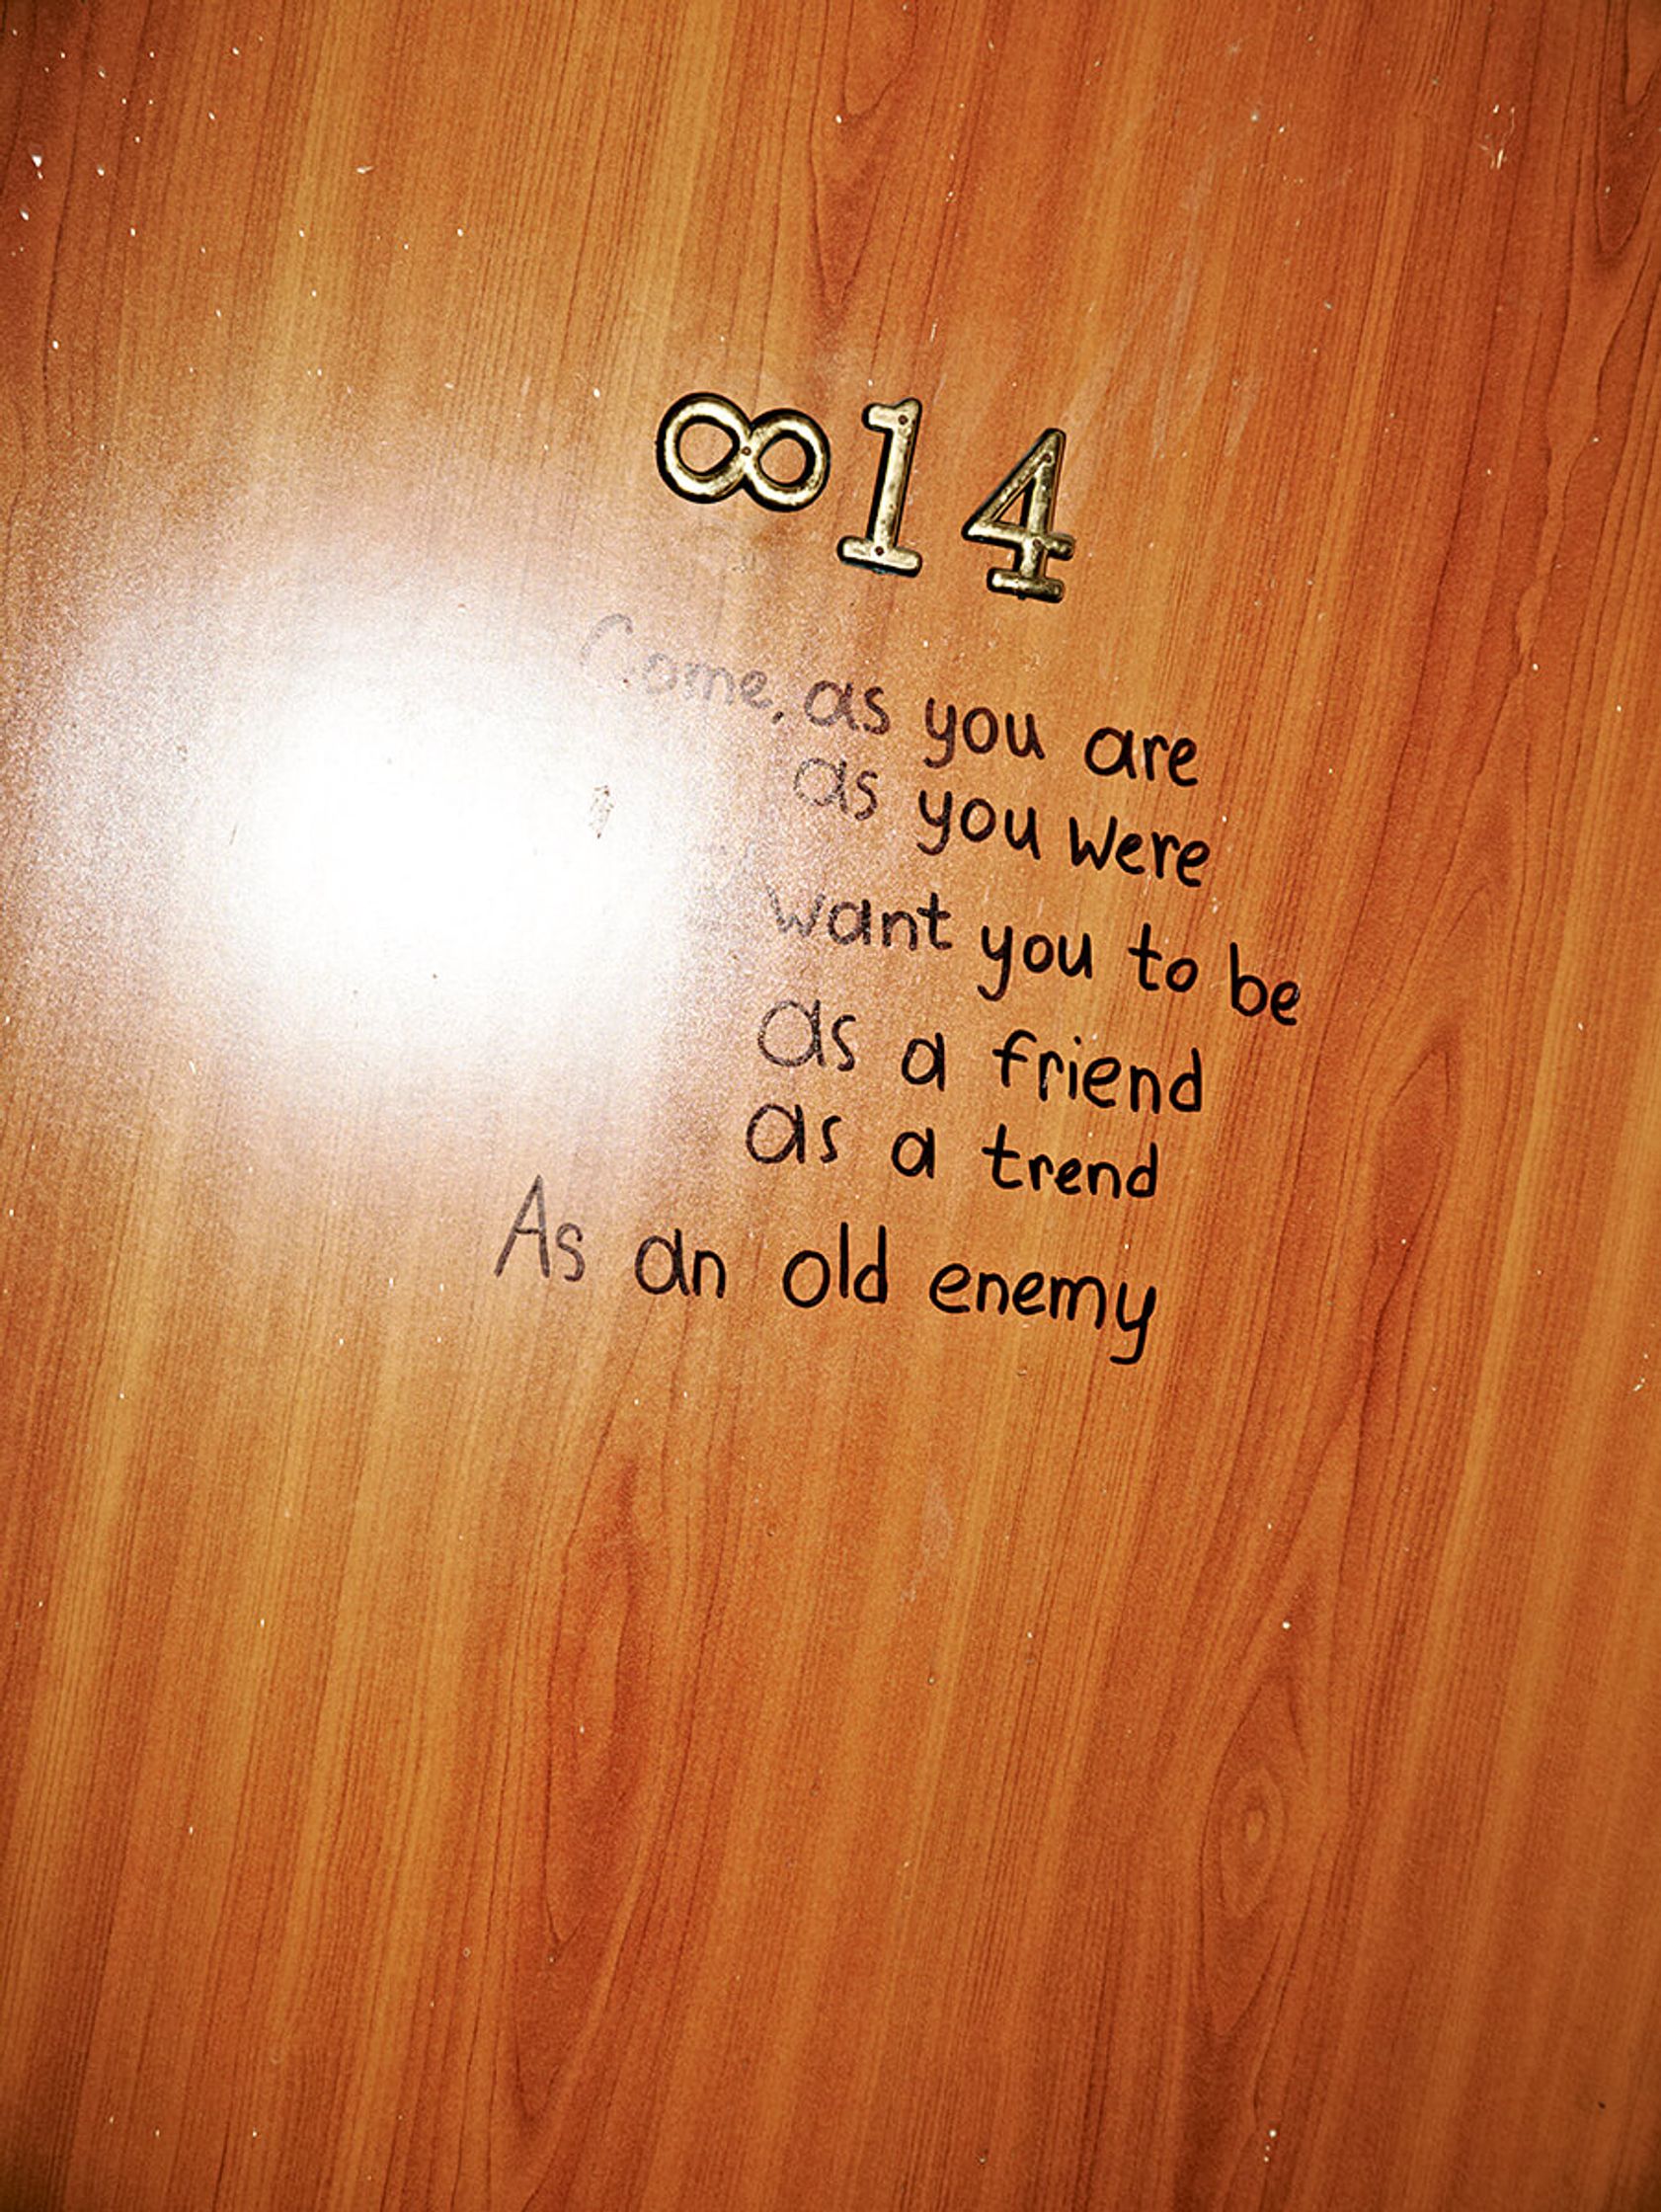 ∞14
Come, as you are
as you were
want you to be
as a friend
as a trend
As an old enemy